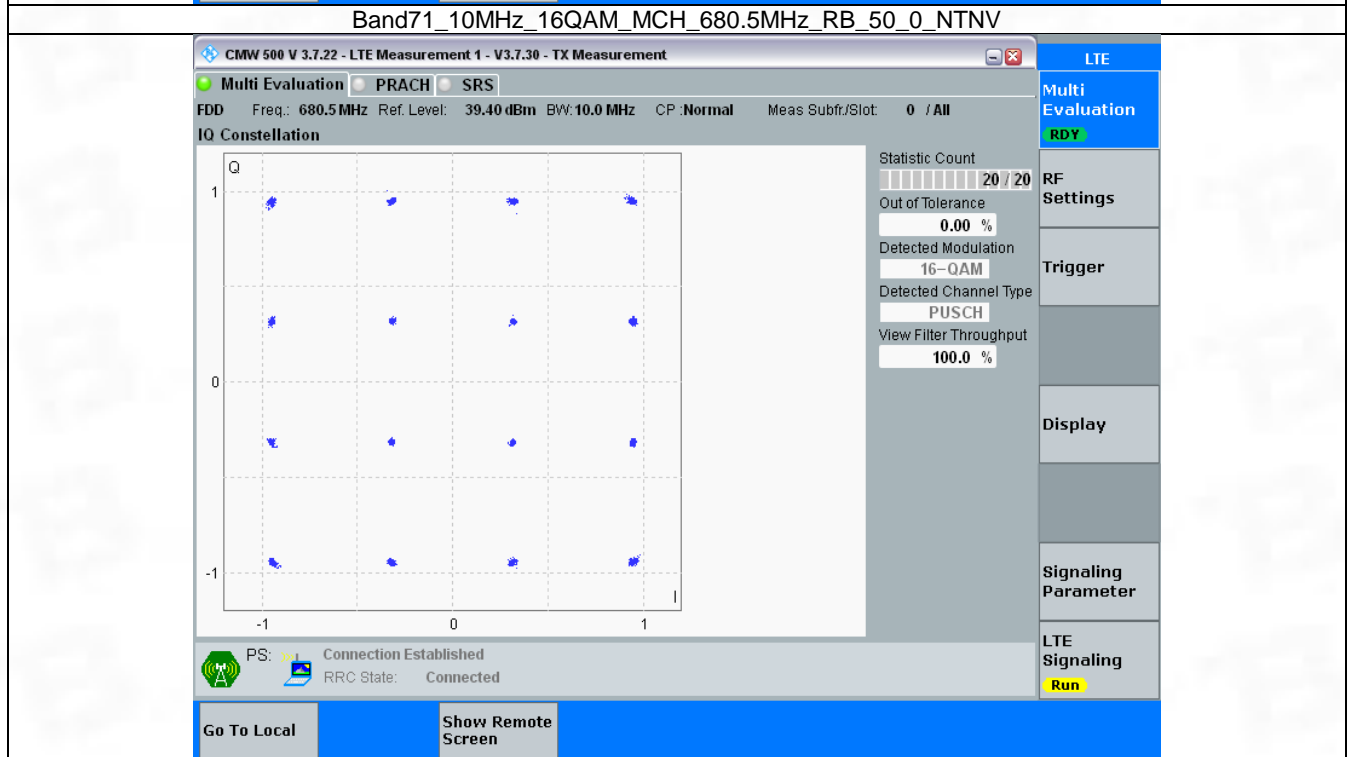 Band71_10MHz_16QAM_MCH_680.5MHz_RB_50_0_NTNV
CMW 500 V 3.7.22 - LTE Measurement 1 - V3.7.30 - TX Measurement
LTE
Multi Evaluation PRACH SRS
Multi
Evaluation
RDY
FDD Freq.: 680.5 MHz Ref. Level: 39.40 dBm BW: 10.0 MHz CP :Normal Meas Subfr./Slot: 0 / All
IQ Constellation
Q
1
0
-1
I
-1 0 1
Statistic Count
20 / 20
Out of Tolerance
0.00 %
Detected Modulation
16-QAM
Detected Channel Type
PUSCH
View Filter Throughput
100.0 %
RF
Settings
Trigger
Display
Signaling
Parameter
LTE
Signaling
Run
PS: Connection Established
RRC State: Connected
Go To Local
Show Remote
Screen